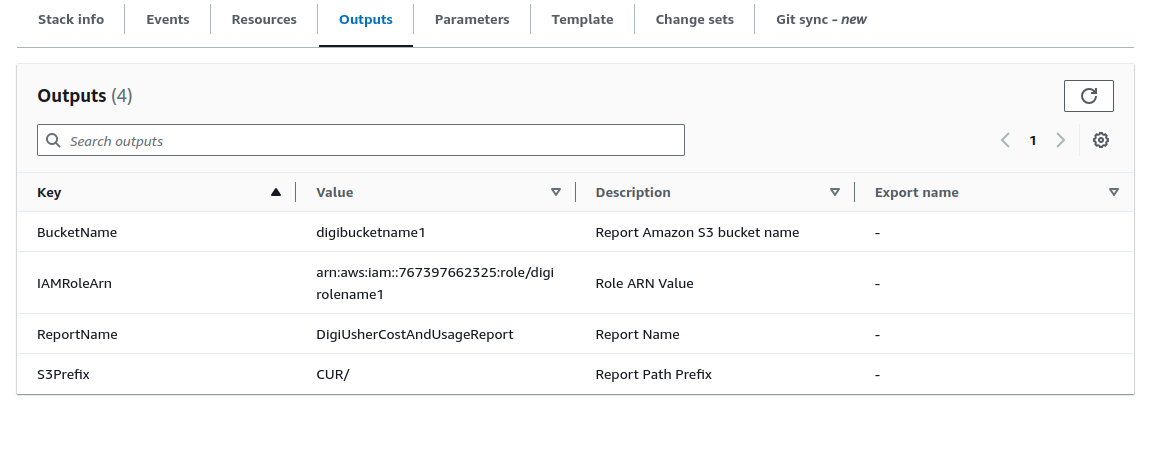 Stack info Events Resources Outputs Parameters Template Change sets Git sync - new
Outputs (4)
Search outputs
1
Key Value Description Export name
BucketName digibucketname1 Report Amazon S3 bucket name -
IAMRoleArn arn:aws:iam::767397662325:role/digi
rolename1 Role ARN Value -
ReportName DigiUsherCostAndUsageReport Report Name -
S3Prefix CUR/ Report Path Prefix -